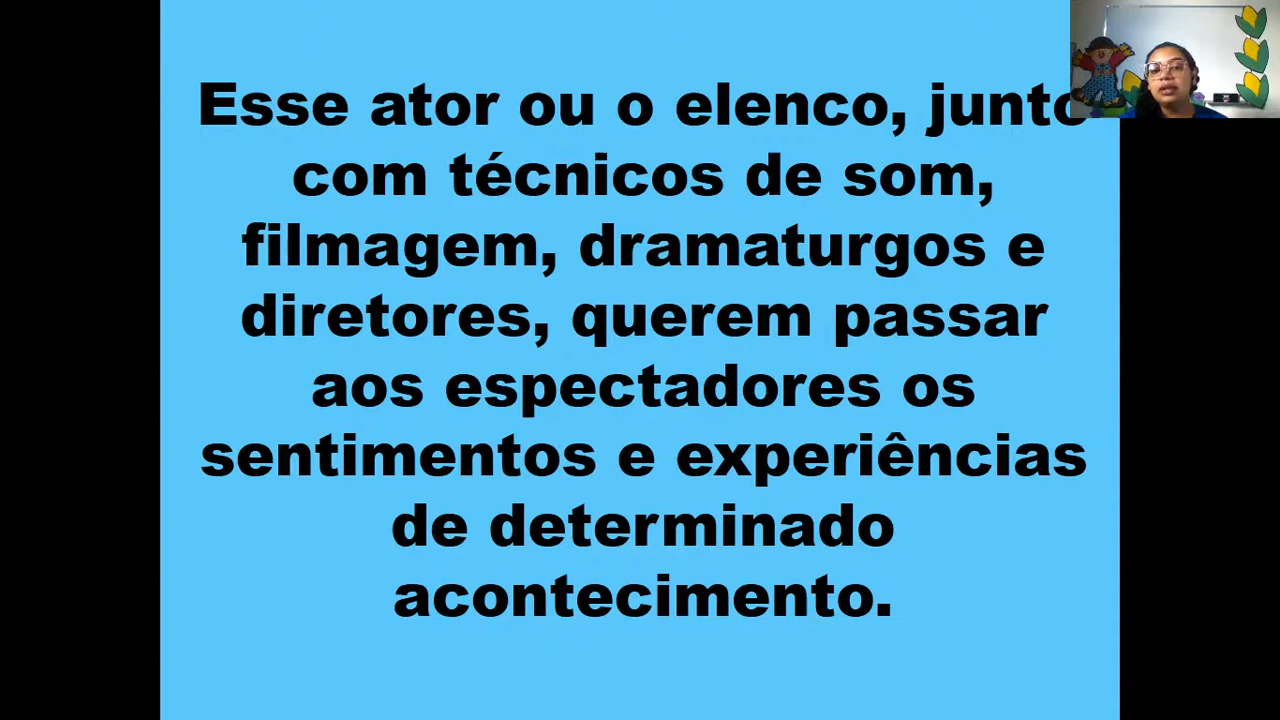 Esse ator ou o elenco, junto
com técnicos de som,
filmagem, dramaturgos e
diretores, querem passar
aos espectadores os
sentimentos e experiências
de determinado
acontecimento.